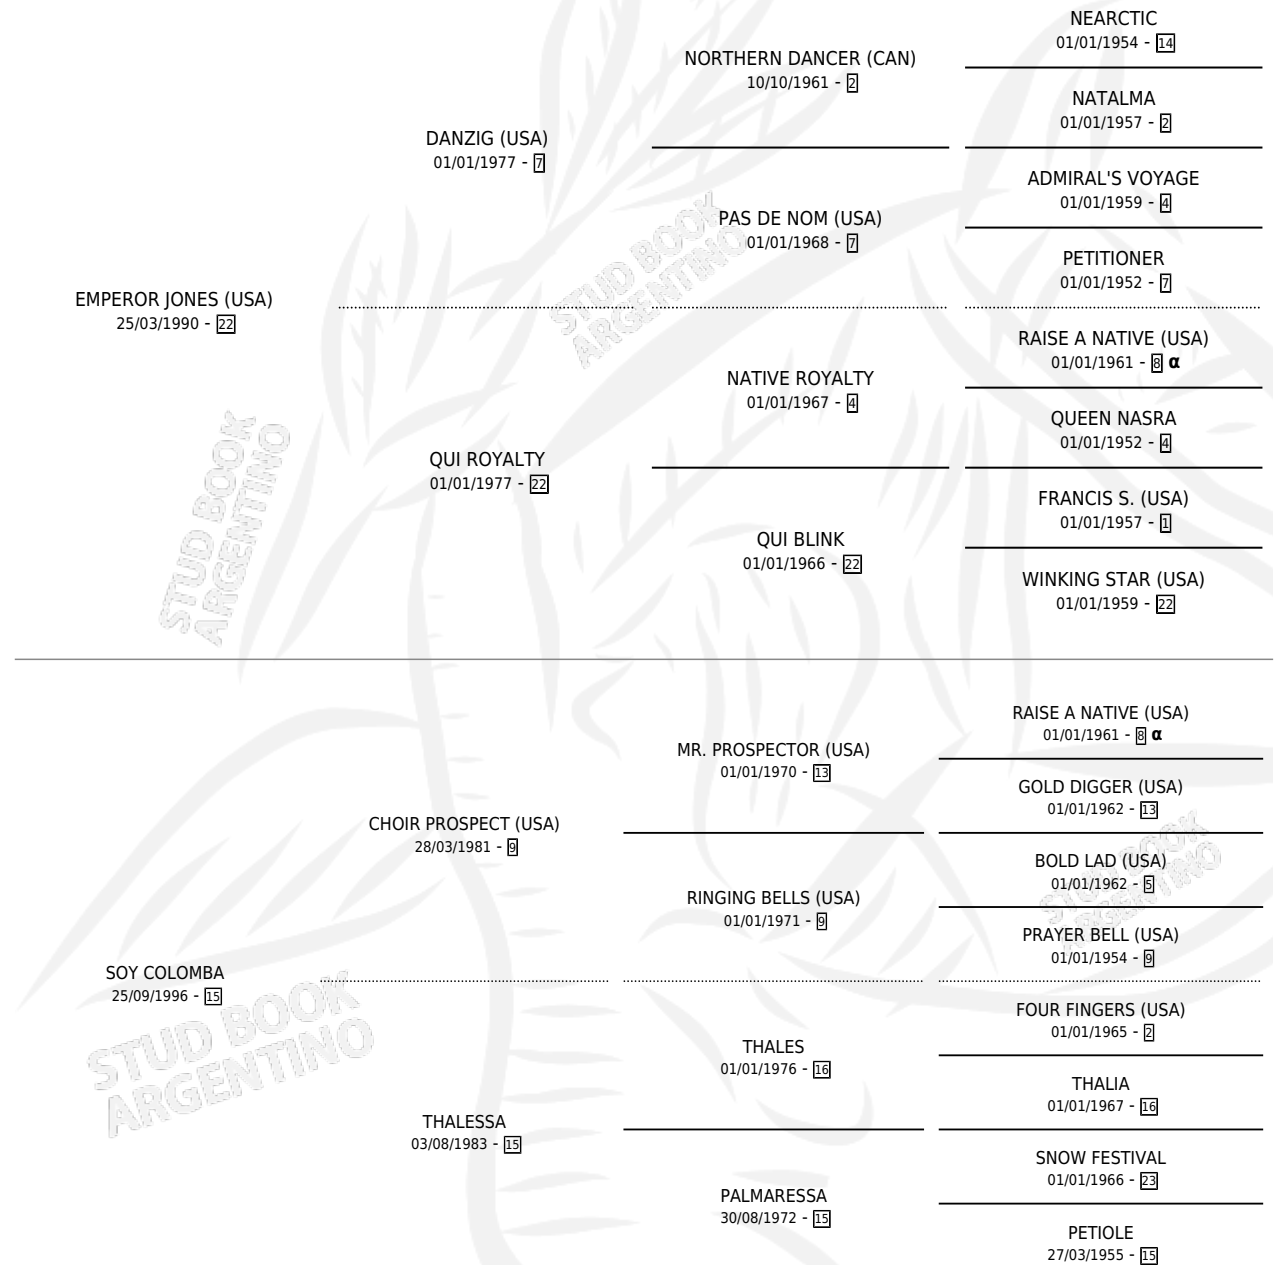 NEARCTIC
01/01/1954 - 14
NORTHERN DANCER (CAN)
10/10/1961 - 2
NATALMA
01/01/1957 - 2
DANZIG (USA)
01/01/1977 - 7
ADMIRAL'S VOYAGE
01/01/1959 - 4
PAS DE NOM (USA)
01/01/1968 - 7
PETITIONER
01/01/1952 - 7
EMPEROR JONES (USA)
25/03/1990 - 22
RAISE A NATIVE (USA)
01/01/1961 - 8 α
NATIVE ROYALTY
01/01/1967 - 4
QUEEN NASRA
01/01/1952 - 4
QUI ROYALTY
01/01/1977 - 22
FRANCIS S. (USA)
01/01/1957 - 1
QUI BLINK
01/01/1966 - 22
WINKING STAR (USA)
01/01/1959 - 22
RAISE A NATIVE (USA)
01/01/1961 - 8 α
MR. PROSPECTOR (USA)
01/01/1970 - 13
GOLD DIGGER (USA)
01/01/1962 - 13
CHOIR PROSPECT (USA)
28/03/1981 - 9
BOLD LAD (USA)
01/01/1962 - 5
RINGING BELLS (USA)
01/01/1971 - 9
PRAYER BELL (USA)
01/01/1954 - 9
SOY COLOMBA
25/09/1996 - 15
FOUR FINGERS (USA)
01/01/1965 - 2
THALES
01/01/1976 - 16
THALIA
01/01/1967 - 16
THALESSA
03/08/1983 - 15
SNOW FESTIVAL
01/01/1966 - 23
PALMARESSA
30/08/1972 - 15
PETIOLE
27/03/1955 - 15
STUD BOOK
ARGENTINO
STUD BOOK
ARGENTINO
STUD BOOK
ARGENTINO
STUD BOOK
ARGENTINO